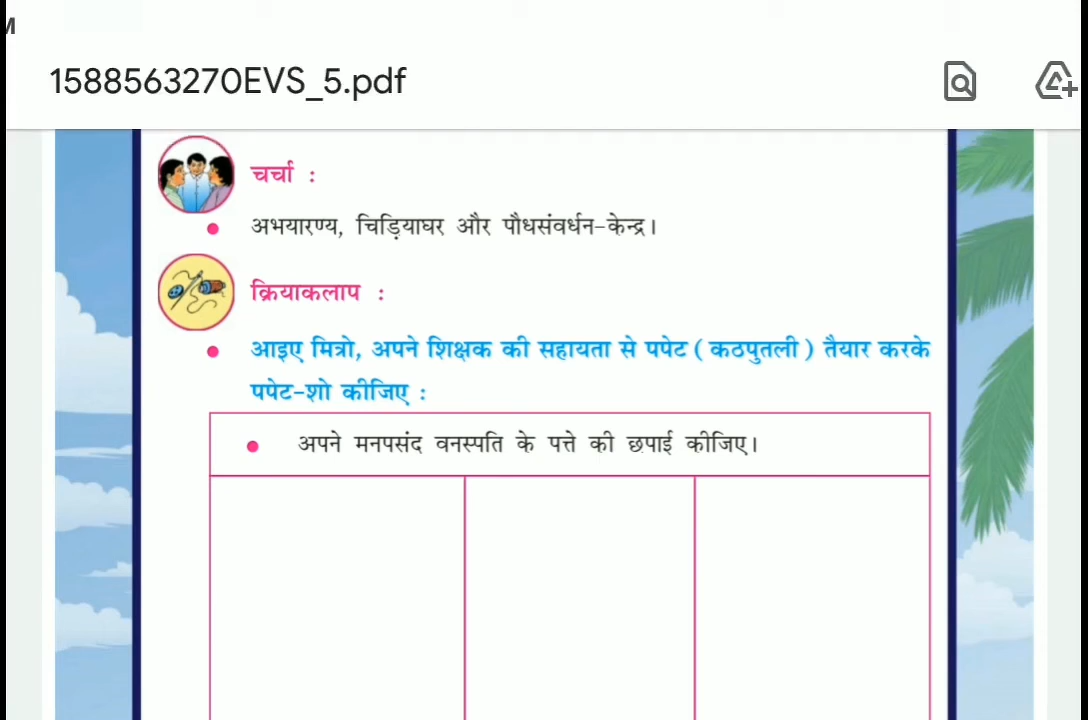 M
1588563270EVS_5.pdf
चर्चा :
• अभयारण्य, चिड़ियाघर और पौधसंवर्धन-केन्द्र।
क्रियाकलाप :
• आइए मित्रो, अपने शिक्षक की सहायता से पपेट ( कठपुतली ) तैयार करके
पपेट-शो कीजिए :
• अपने मनपसंद वनस्पति के पत्ते की छपाई कीजिए।